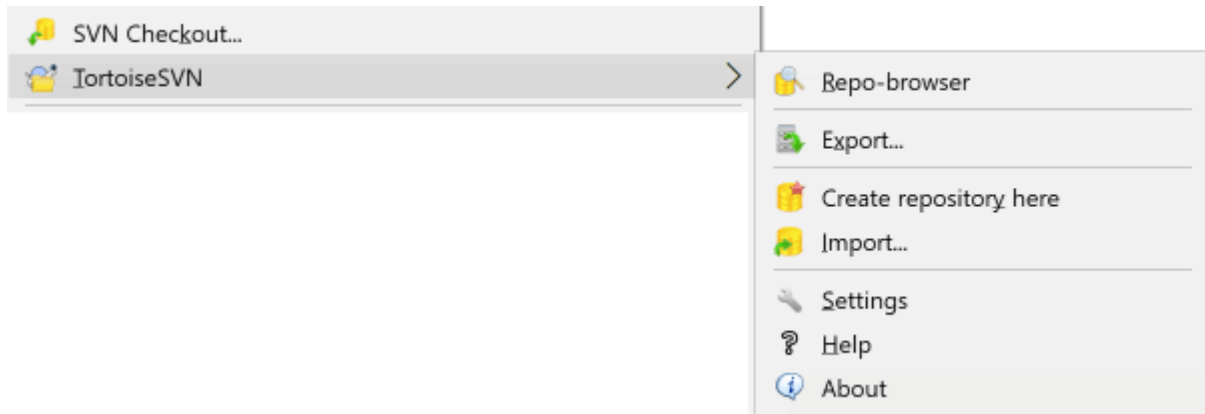 SVN Checkout...
TortoiseSVN
Repo-browser
Export...
Create repository here
Import...
Settings
Help
About